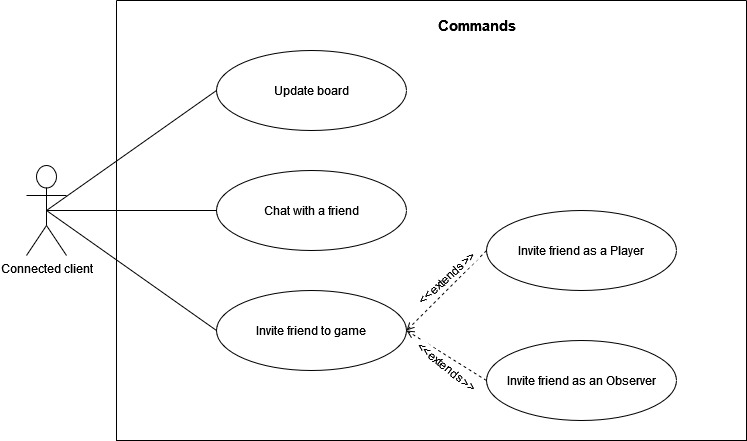 Commands
Update board
Chat with a friend
Connected client
Invite friend as a Player
<<extends>>
Invite friend to game
<<extends>>
Invite friend as an Observer